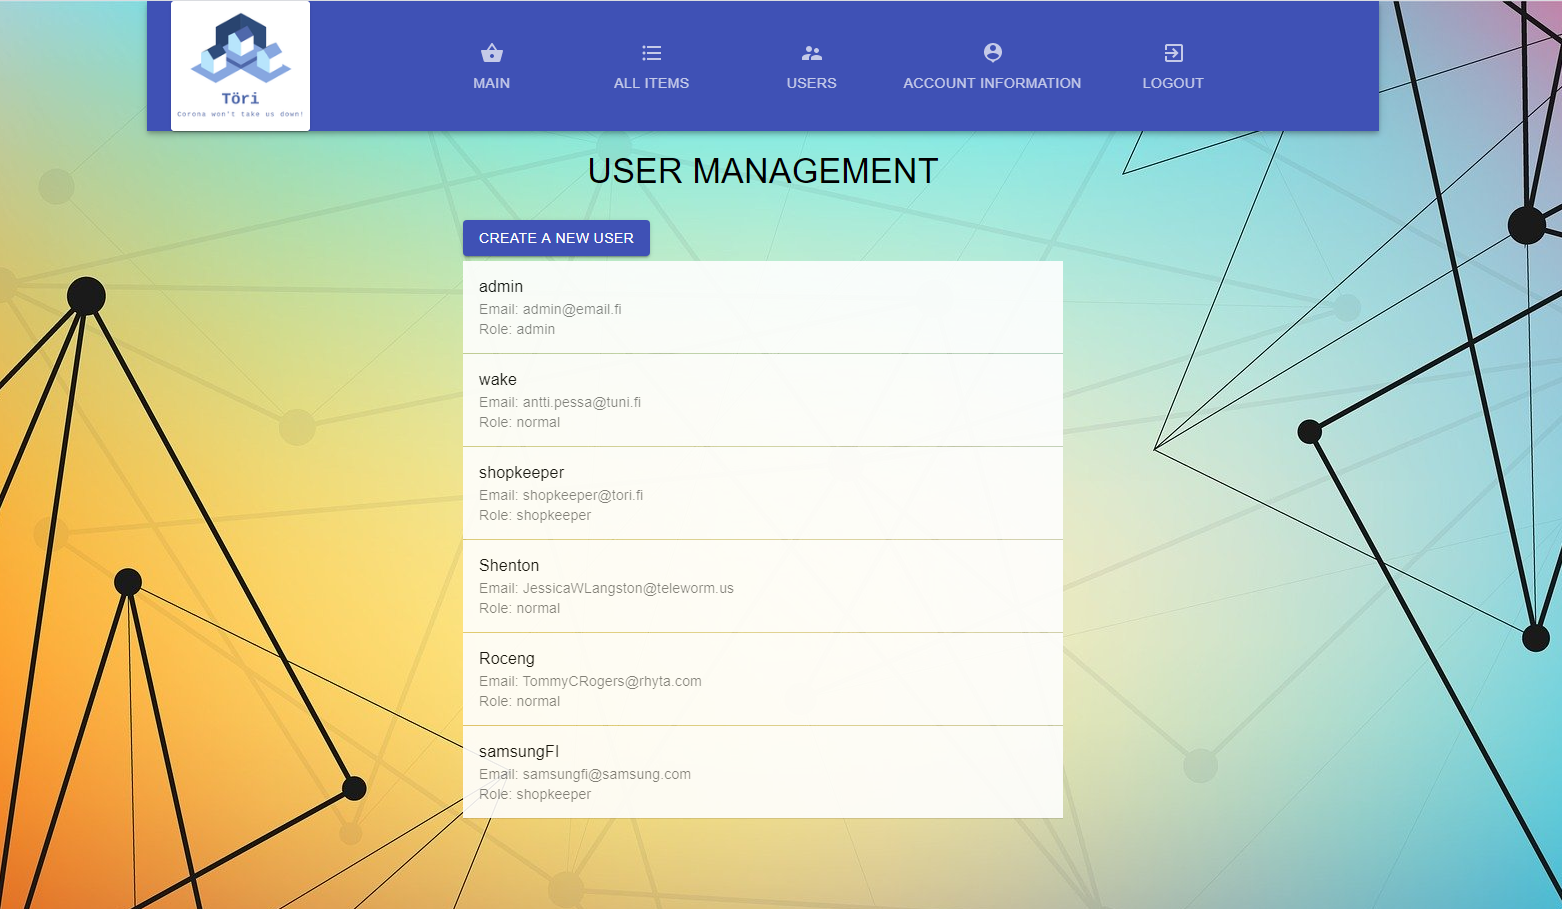 Töri
Corona won't take us down!
MAIN
ALL ITEMS
USERS
ACCOUNT INFORMATION
LOGOUT
USER MANAGEMENT
CREATE A NEW USER
admin
Email: admin@email.fi
Role: admin
wake
Email: antti.pessa@tuni.fi
Role: normal
shopkeeper
Email: shopkeeper@tori.fi
Role: shopkeeper
Shenton
Email: JessicaWLangston@teleworm.us
Role: normal
Roceng
Email: TommyCRogers@rhyta.com
Role: normal
samsungFI
Email: samsungfi@samsung.com
Role: shopkeeper